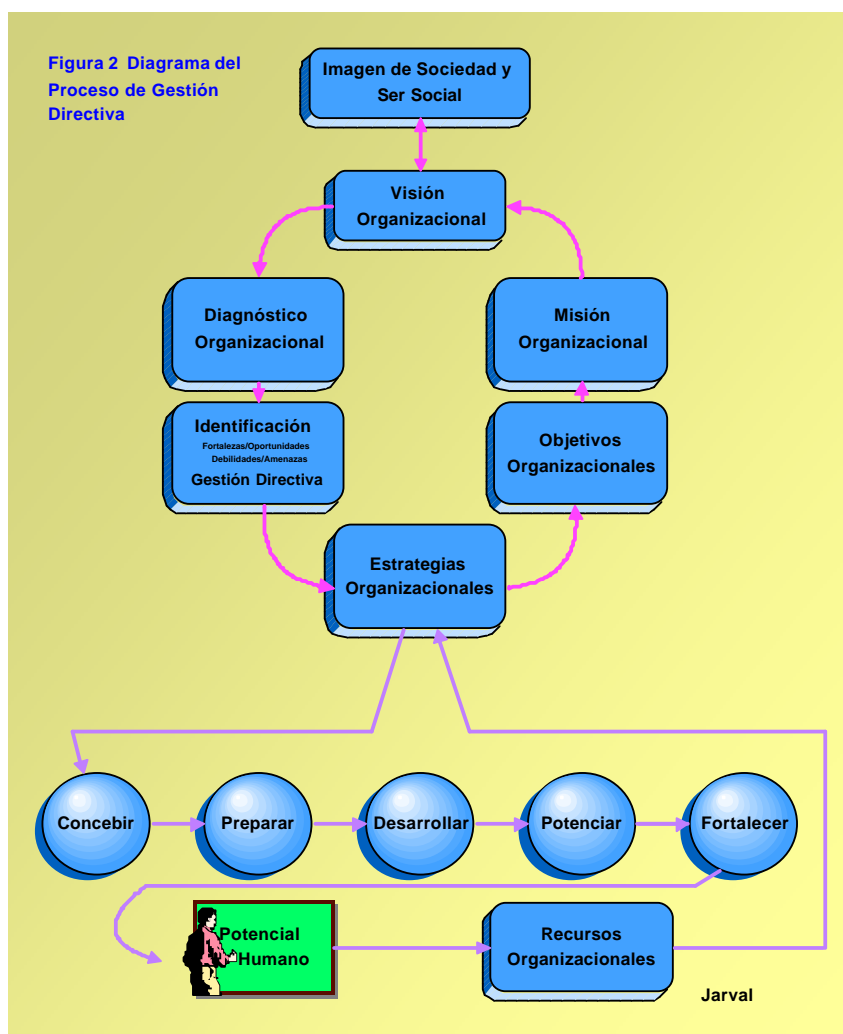 Figura 2 Diagrama del
Proceso de Gestión
Directiva
Imagen de Sociedad y
Ser Social
Visión
Organizacional
Diagnóstico
Organizacional
Misión
Organizacional
Identificación
Fortalezas/Oportunidades
Debilidades/Amenazas
Gestión Directiva
Objetivos
Organizacionales
Estrategias
Organizacionales
Concebir
Preparar
Desarrollar
Potenciar
Fortalecer
Potencial
Humano
Recursos
Organizacionales
Jarval